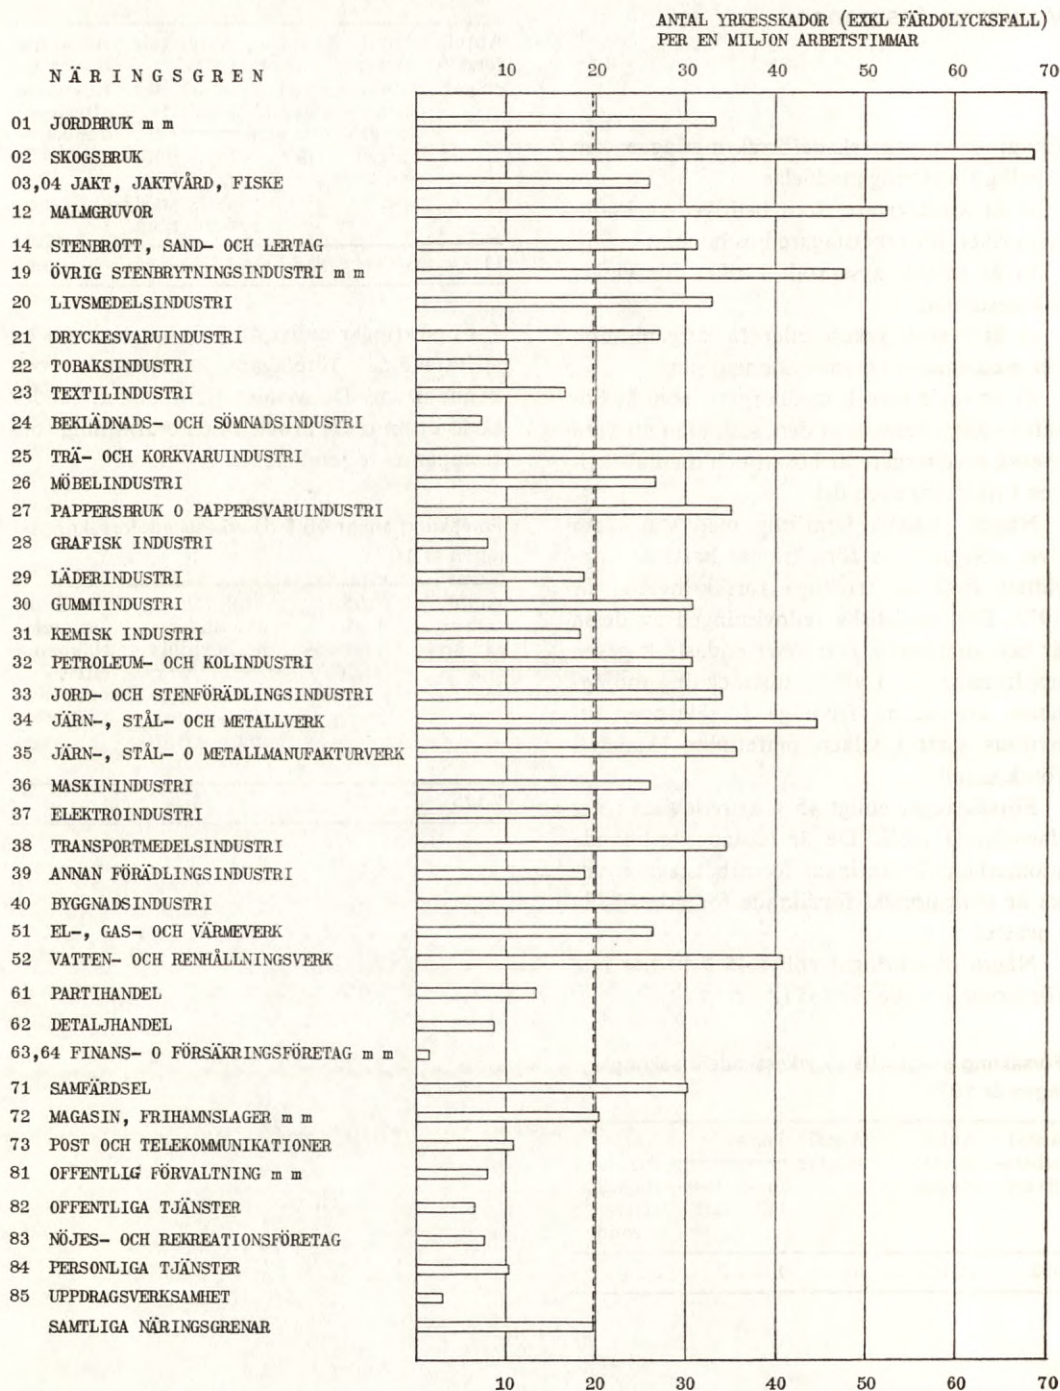 ANTAL YRKESSKADOR (EXKL FÄRDOLYCKSFALL)
PER EN MILJON ARBETSTIMMAR
NÄRINGSGREN
10 20 30 40 50 60 70
01 JORDBRUK m m
02 SKOGSBRUK
03,04 JAKT, JAKTVÅRD, FISKE
12 MALMGRUVOR
14 STENBROTT, SAND- OCH LERTAG
19 ÖVRIG STENBRYTNINGSINDUSTRI m m
20 LIVSMEDELSINDUSTRI
21 DRYCKESVARUINDUSTRI
22 TOBAKSINDUSTRI
23 TEXTILINDUSTRI
24 BEKLÄDNADS- OCH SÖMNADSINDUSTRI
25 TRÄ- OCH KORKVARUINDUSTRI
26 MÖBELINDUSTRI
27 PAPPERSBRUK O PAPPERSVARUINDUSTRI
28 GRAFISK INDUSTRI
29 LÄDERINDUSTRI
30 GUMMIINDUSTRI
31 KEMISK INDUSTRI
32 PETROLEUM- OCH KOLINDUSTRI
33 JORD- OCH STENFÖRÄDLINGSINDUSTRI
34 JÄRN-, STÅL- OCH METALLVERK
35 JÄRN-, STÅL- O METALLMANUFAKTURVERK
36 MASKININDUSTRI
37 ELEKTROINDUSTRI
38 TRANSPORTMEDELSINDUSTRI
39 ANNAN FÖRÄDLINGSINDUSTRI
40 BYGGNADSINDUSTRI
51 EL-, GAS- OCH VÄRMEVERK
52 VATTEN- OCH RENHÅLLNINGSVERK
61 PARTIHANDEL
62 DETALJHANDEL
63,64 FINANS- O FÖRSÄKRINGSFÖRETAG m m
71 SAMFÄRDSEL
72 MAGASIN, FRIHAMNSLAGER m m
73 POST OCH TELEKOMMUNIKATIONER
81 OFFENTLIG FÖRVALTNING m m
82 OFFENTLIGA TJÄNSTER
83 NÖJES- OCH REKREATIONSFÖRETAG
84 PERSONLIGA TJÄNSTER
85 UPPDRAGSVERKSAMHET
SAMTLIGA NÄRINGSGRENAR
10 20 30 40 50 60 70